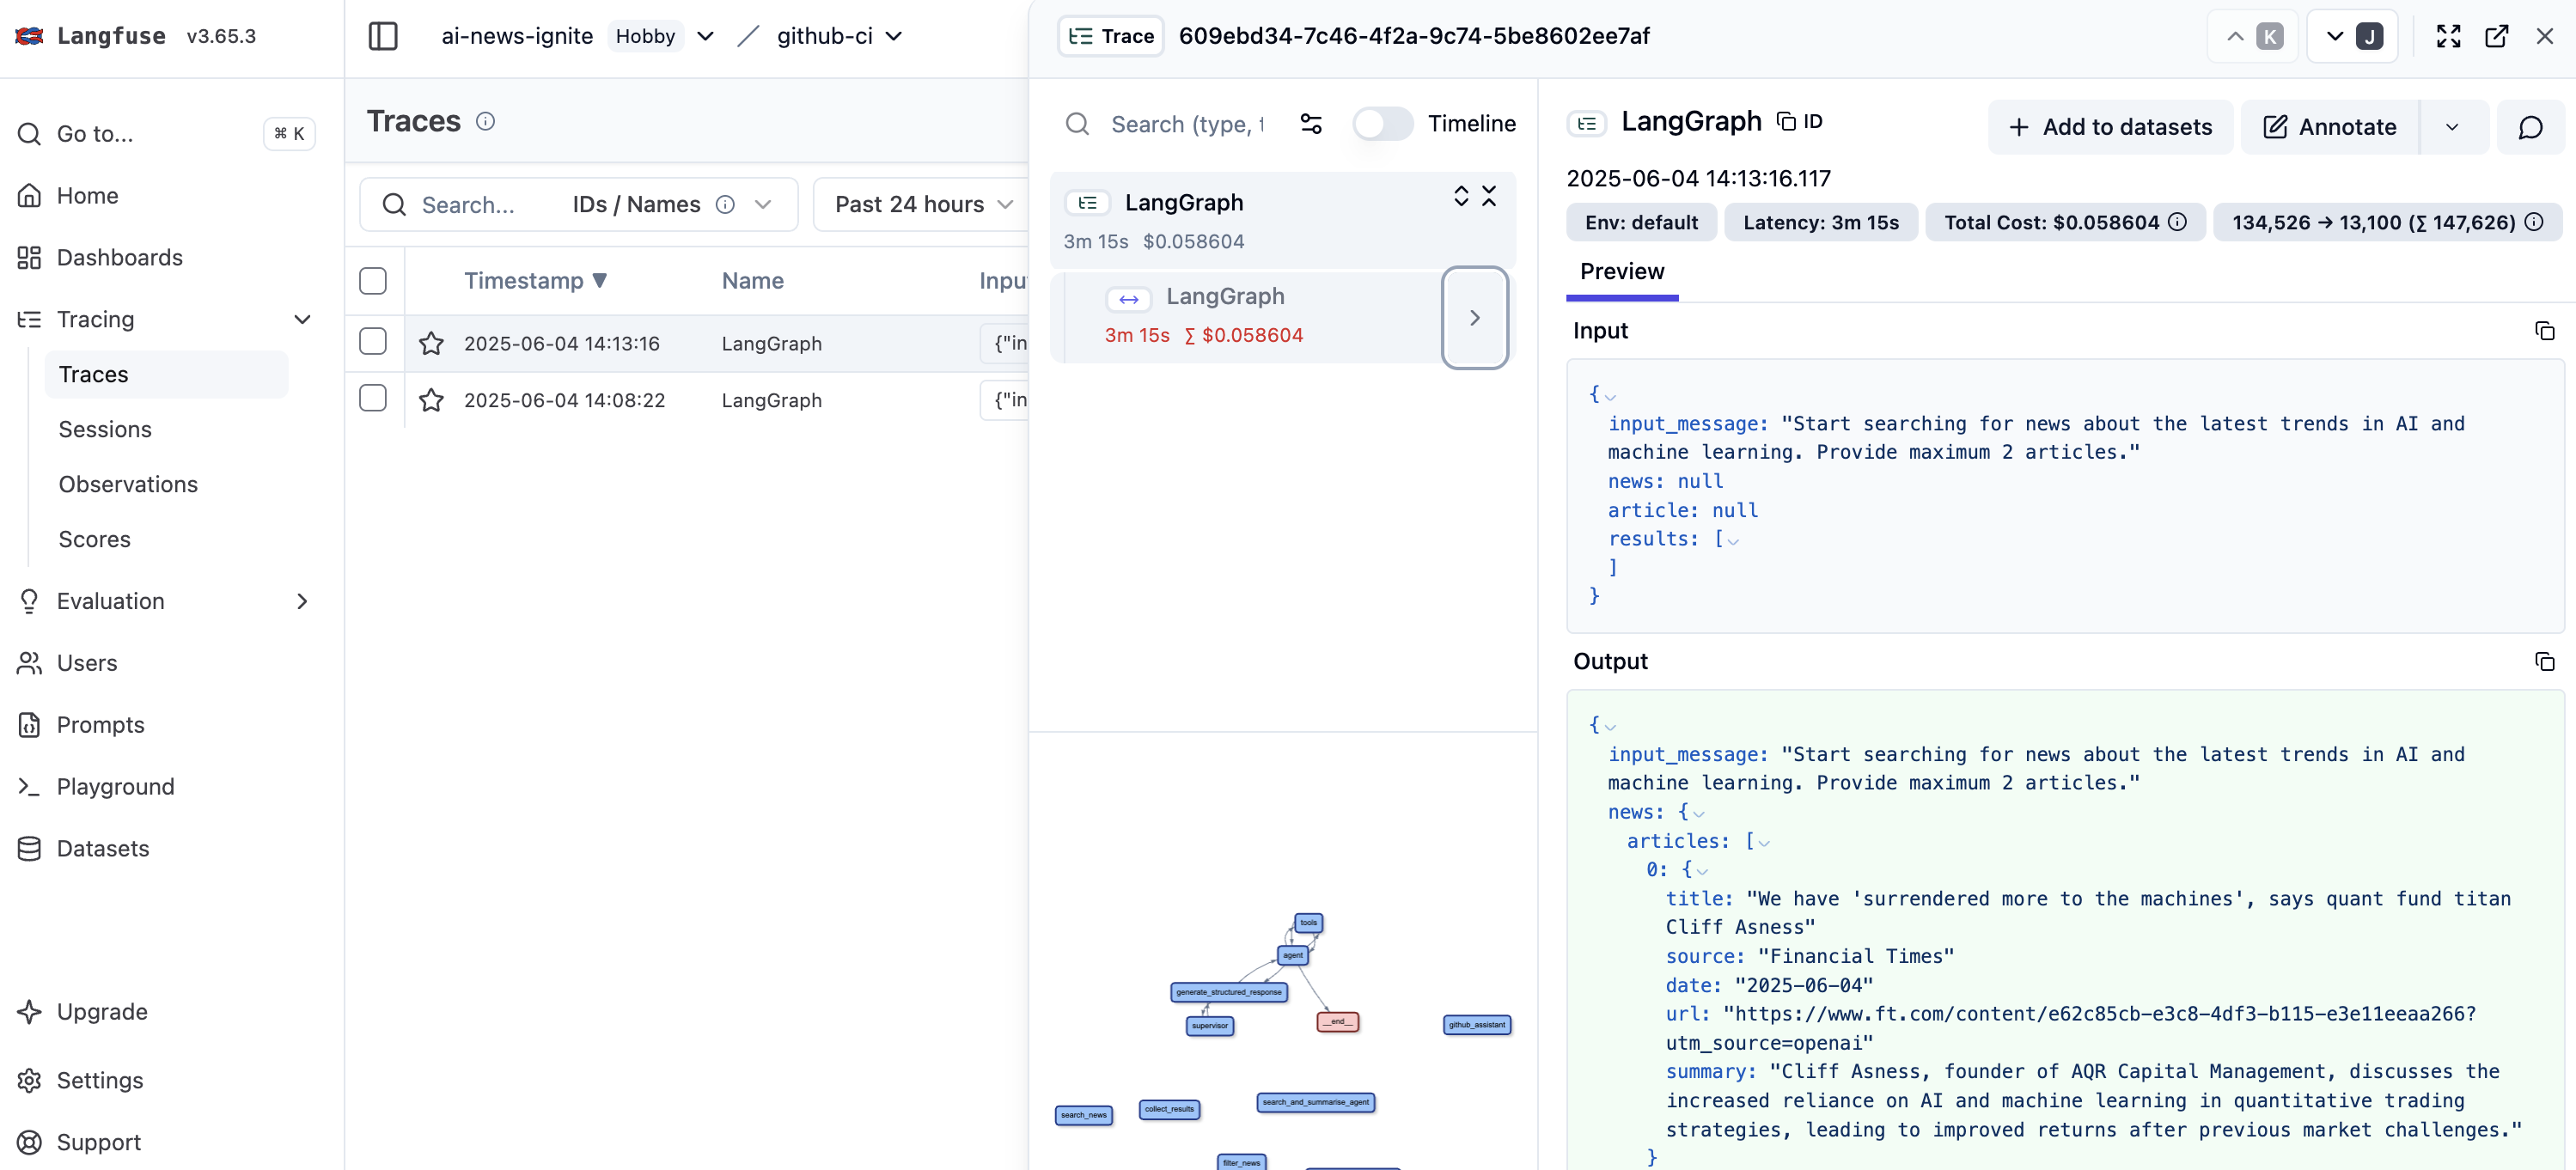 Langfuse v3.65.3
Go to... ⌘ K
Home
Dashboards
Tracing
Traces
Sessions
Observations
Scores
Evaluation
Users
Prompts
Playground
Datasets
Upgrade
Settings
Support
ai-news-ignite Hobby / github-ci
Traces
Search... IDs / Names Past 24 hours
Timestamp ▼ Name Inpu
2025-06-04 14:13:16 LangGraph {"in
2025-06-04 14:08:22 LangGraph {"in
Trace 609ebd34-7c46-4f2a-9c74-5be8602ee7af
K J
Search (type, t Timeline
LangGraph
3m 15s $0.058604
LangGraph
3m 15s ∑ $0.058604
tools
agent
generate_structured_response
supervisor
__end__
github_assistant
search_news
collect_results
search_and_summarise_agent
filter_news
LangGraph ID
+ Add to datasets Annotate
2025-06-04 14:13:16.117
Env: default Latency: 3m 15s Total Cost: $0.058604 134,526 → 13,100 (∑ 147,626)
Preview
Input
{
input_message: "Start searching for news about the latest trends in AI and
machine learning. Provide maximum 2 articles."
news: null
article: null
results: [
]
}
Output
{
input_message: "Start searching for news about the latest trends in AI and
machine learning. Provide maximum 2 articles."
news: {
articles: [
0: {
title: "We have 'surrendered more to the machines', says quant fund titan
Cliff Asness"
source: "Financial Times"
date: "2025-06-04"
url: "https://www.ft.com/content/e62c85cb-e3c8-4df3-b115-e3e11eeaa266?
utm_source=openai"
summary: "Cliff Asness, founder of AQR Capital Management, discusses the
increased reliance on AI and machine learning in quantitative trading
strategies, leading to improved returns after previous market challenges."
}